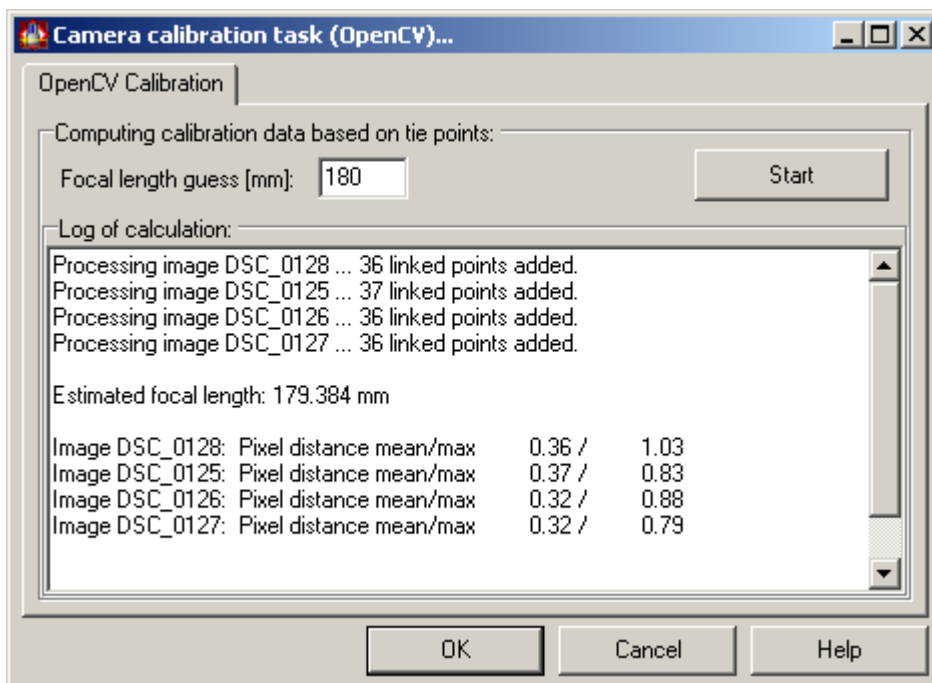 Camera calibration task (OpenCV)...
OpenCV Calibration
Computing calibration data based on tie points:
Focal length guess [mm]: 180 Start
Log of calculation:
Processing image DSC_0128 ... 36 linked points added.
Processing image DSC_0125 ... 37 linked points added.
Processing image DSC_0126 ... 36 linked points added.
Processing image DSC_0127 ... 36 linked points added.
Estimated focal length: 179.384 mm
Image DSC_0128: Pixel distance mean/max 0.36 / 1.03
Image DSC_0125: Pixel distance mean/max 0.37 / 0.83
Image DSC_0126: Pixel distance mean/max 0.32 / 0.88
Image DSC_0127: Pixel distance mean/max 0.32 / 0.79
OK Cancel Help